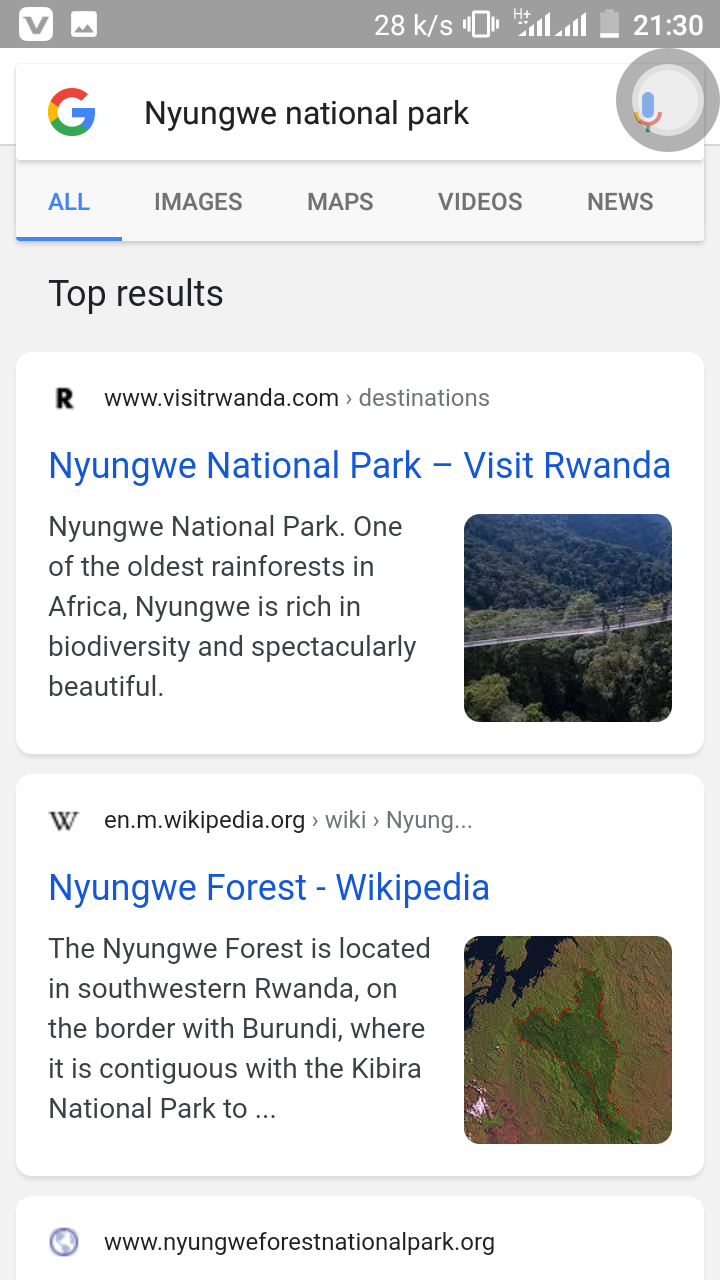 28 k/s H+ 21:30
Nyungwe national park
ALL IMAGES MAPS VIDEOS NEWS
Top results
www.visitrwanda.com › destinations
Nyungwe National Park – Visit Rwanda
Nyungwe National Park. One
of the oldest rainforests in
Africa, Nyungwe is rich in
biodiversity and spectacularly
beautiful.
en.m.wikipedia.org › wiki › Nyung...
Nyungwe Forest - Wikipedia
The Nyungwe Forest is located
in southwestern Rwanda, on
the border with Burundi, where
it is contiguous with the Kibira
National Park to ...
www.nyungweforestnationalpark.org